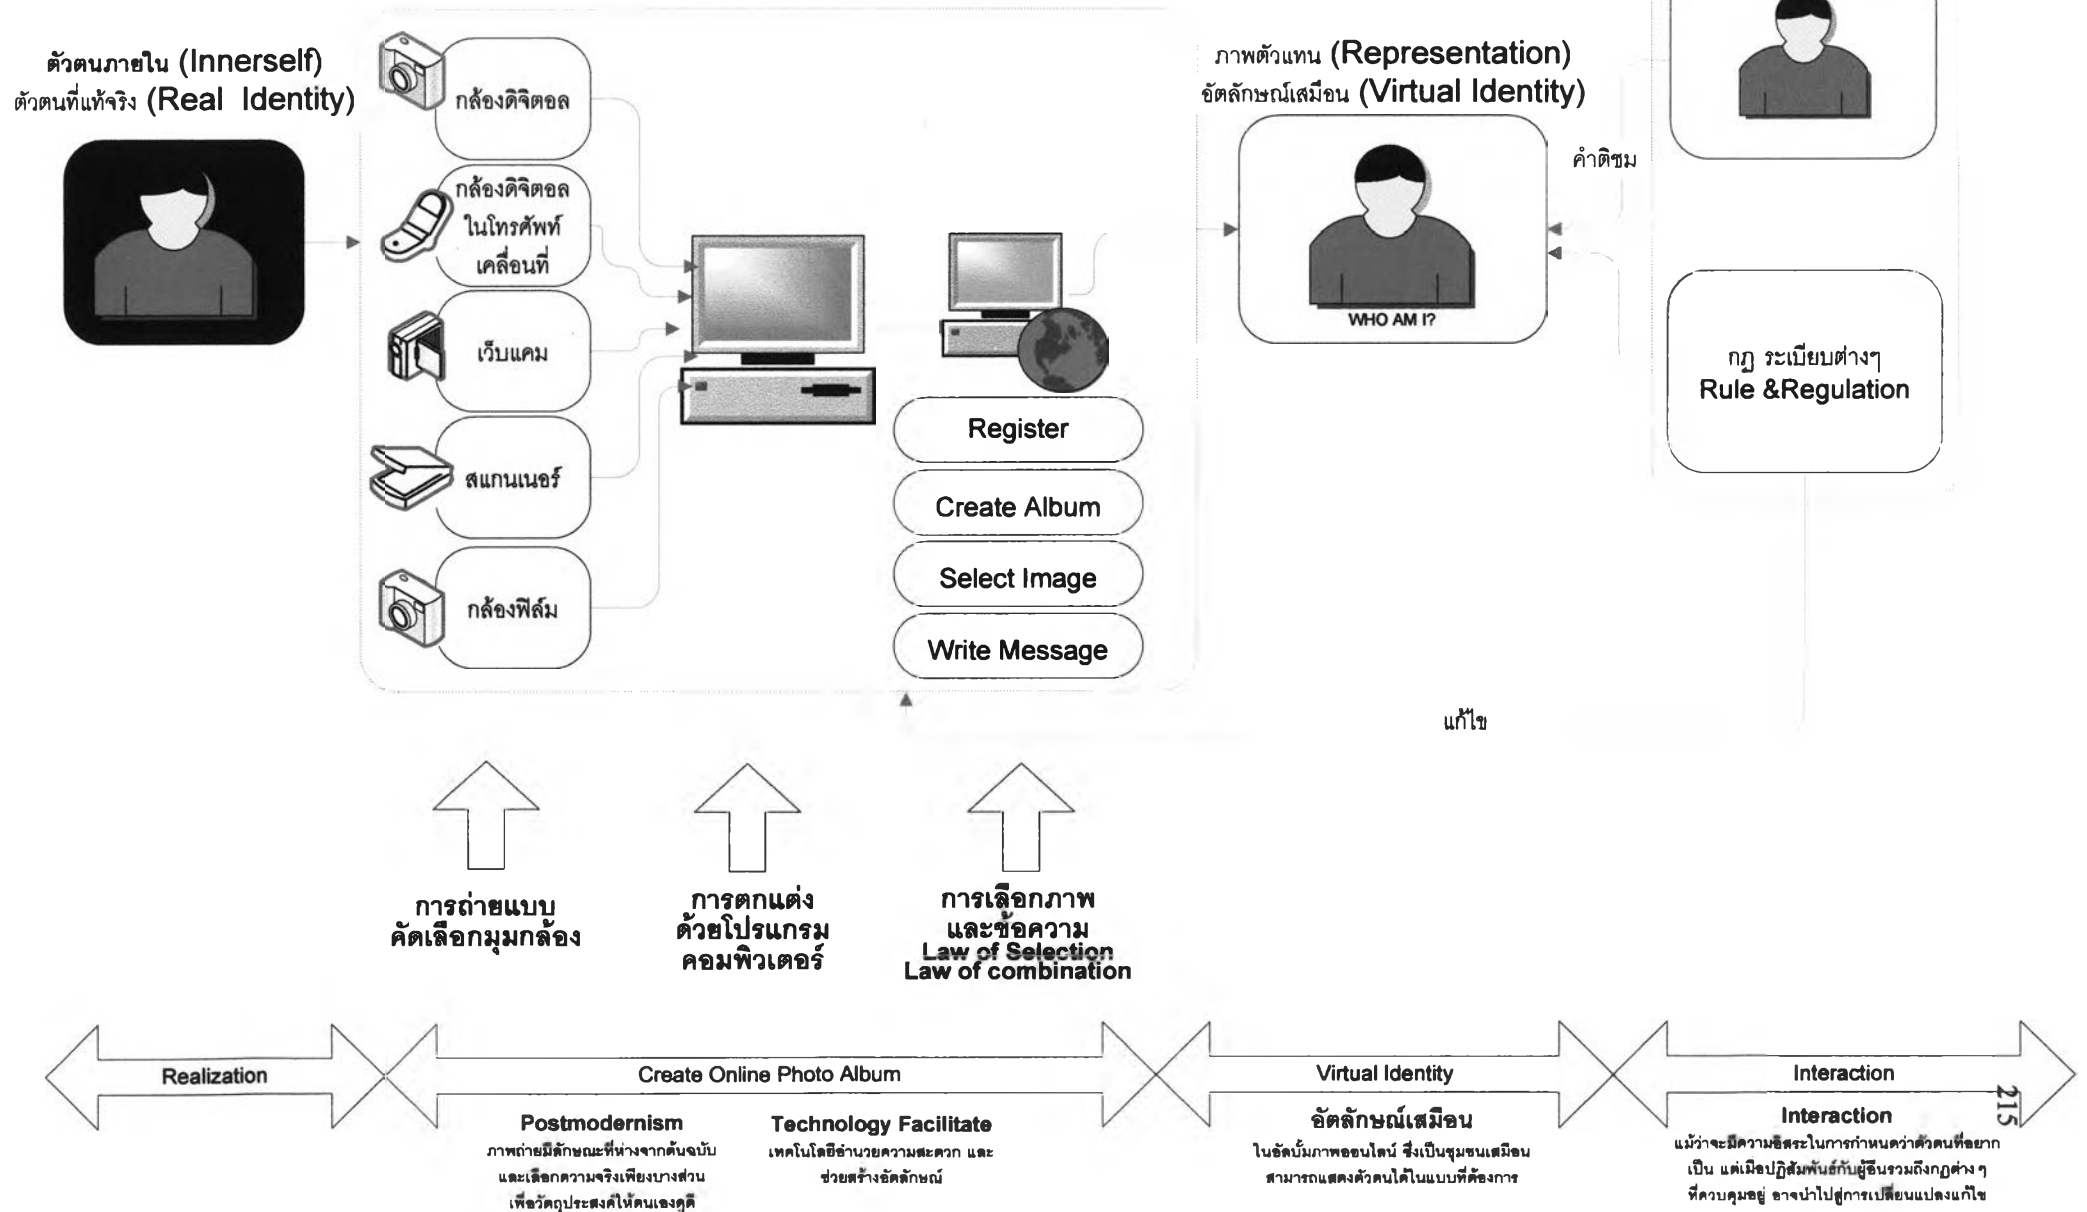 ตัวตนภายใน (Innerself)
ตัวตนที่แท้จริง (Real Identity)
กล้องดิจิตอล
กล้องดิจิตอล
ในโทรศัพท์
เคลื่อนที่
เว็บแคม
สแกนเนอร์
กล้องฟิล์ม
Register
Create Album
Select Image
Write Message
ภาพตัวแทน (Representation)
อัตลักษณ์เสมือน (Virtual Identity)
WHO AM I?
คำติชม
กฎ ระเบียบต่างๆ
Rule &Regulation
แก้ไข
การถ่ายแบบ
คัดเลือกมุมกล้อง
การตกแต่ง
ด้วยโปรแกรม
คอมพิวเตอร์
การเลือกภาพ
และข้อความ
Law of Selection
Law of combination
Realization
Create Online Photo Album
Virtual Identity
Interaction
Postmodernism
ภาพถ่ายมีลักษณะที่ห่างจากต้นฉบับ
และเลือกความจริงเพียงบางส่วน
เพื่อวัตถุประสงค์ให้ตนเองดูดี
Technology Facilitate
เทคโนโลยีอำนวยความสะดวก และ
ช่วยสร้างอัตลักษณ์
อัตลักษณ์เสมือน
ในอัลบั้มภาพออนไลน์ ซึ่งเป็นชุมชนเสมือน
สามารถแสดงตัวตนได้ในแบบที่ต้องการ
Interaction
แม้ว่าจะมีความอิสระในการกำหนดว่าตัวตนที่อยาก
เป็น แต่เมื่อปฏิสัมพันธ์กับผู้อื่นรวมถึงกฎต่าง ๆ
ที่ควบคุมอยู่ อาจนำไปสู่การเปลี่ยนแปลงแก้ไข
215